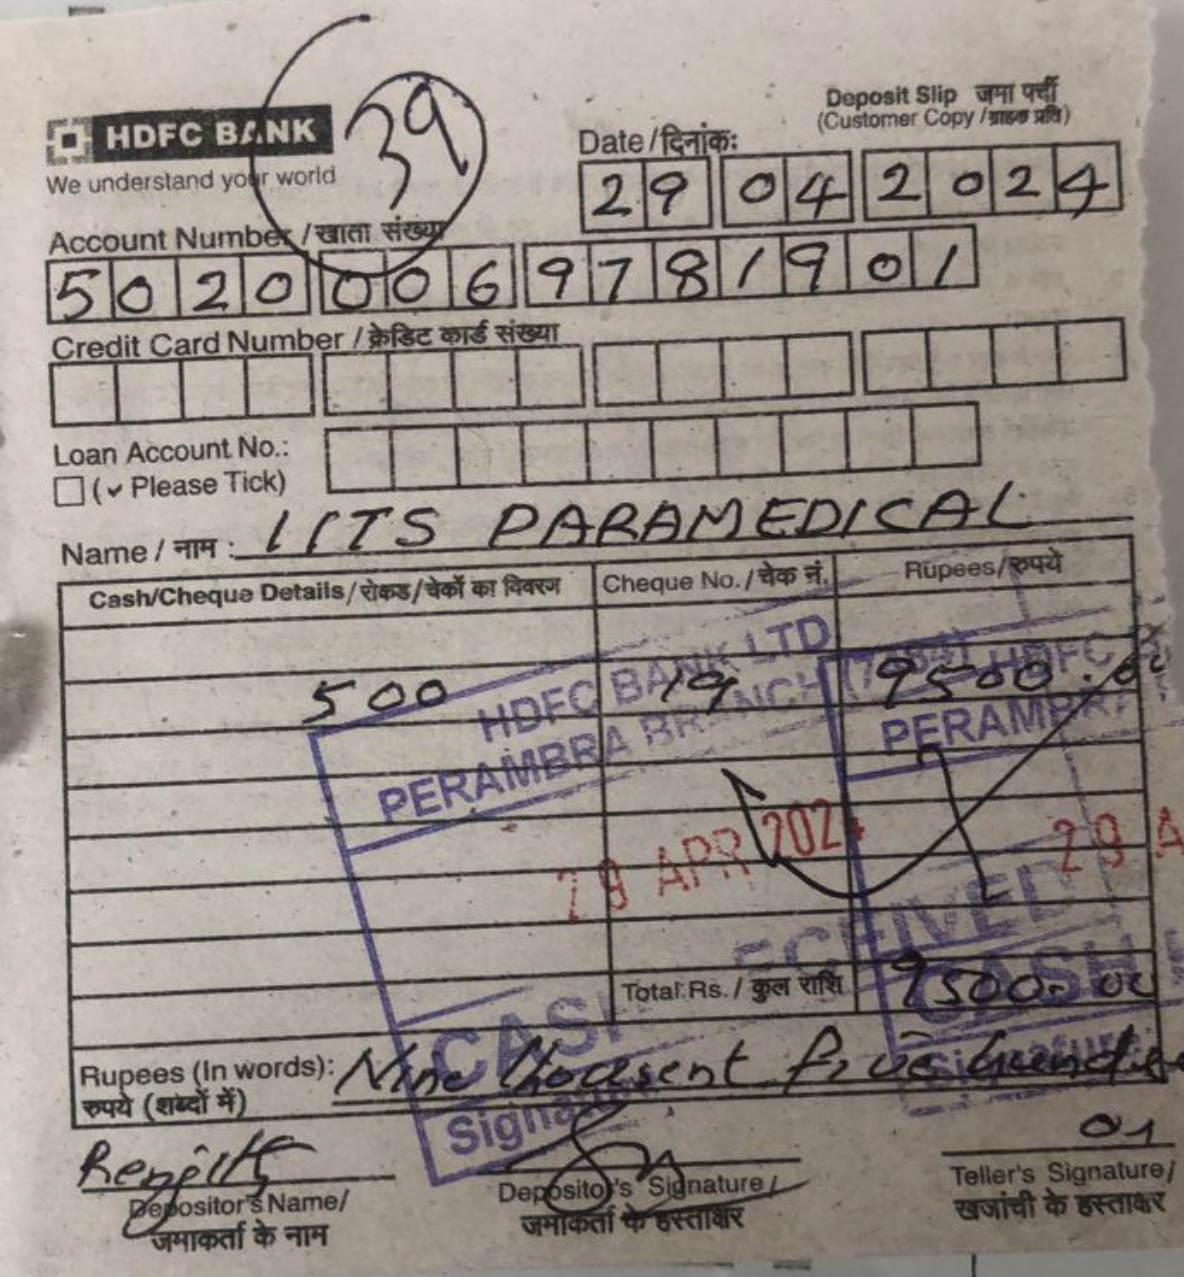 39
HDFC BANK
We understand your world
Deposit Slip जमा पर्ची
(Customer Copy / ग्राहक प्रति)
Date / दिनांक:
29 04 2024
Account Number / खाता संख्या
50200069781901
Credit Card Number / क्रेडिट कार्ड संख्या
Loan Account No.:
(✓ Please Tick)
Name / नाम : IITS PARAMEDICAL
Cash/Cheque Details / रोकड / चेकों का विवरण Cheque No. / चेक नं. Rupees / रुपये
500 19 9500.00
HDFC BANK LTD
PERAMBRA BRANCH HDFC
PERAMBRA
29 APR 2024 29 A
ECEIVED
CASH
Total Rs. / कुल राशि 9500.00
CASH
Signature
Signature
Rupees (In words): Nine thousent five hundre
रुपये (शब्दों में)
Renjith 01
Depositor's Name / Depositor's Signature / Teller's Signature /
जमाकर्ता के नाम जमाकर्ता के हस्ताक्षर खजांची के हस्ताक्षर